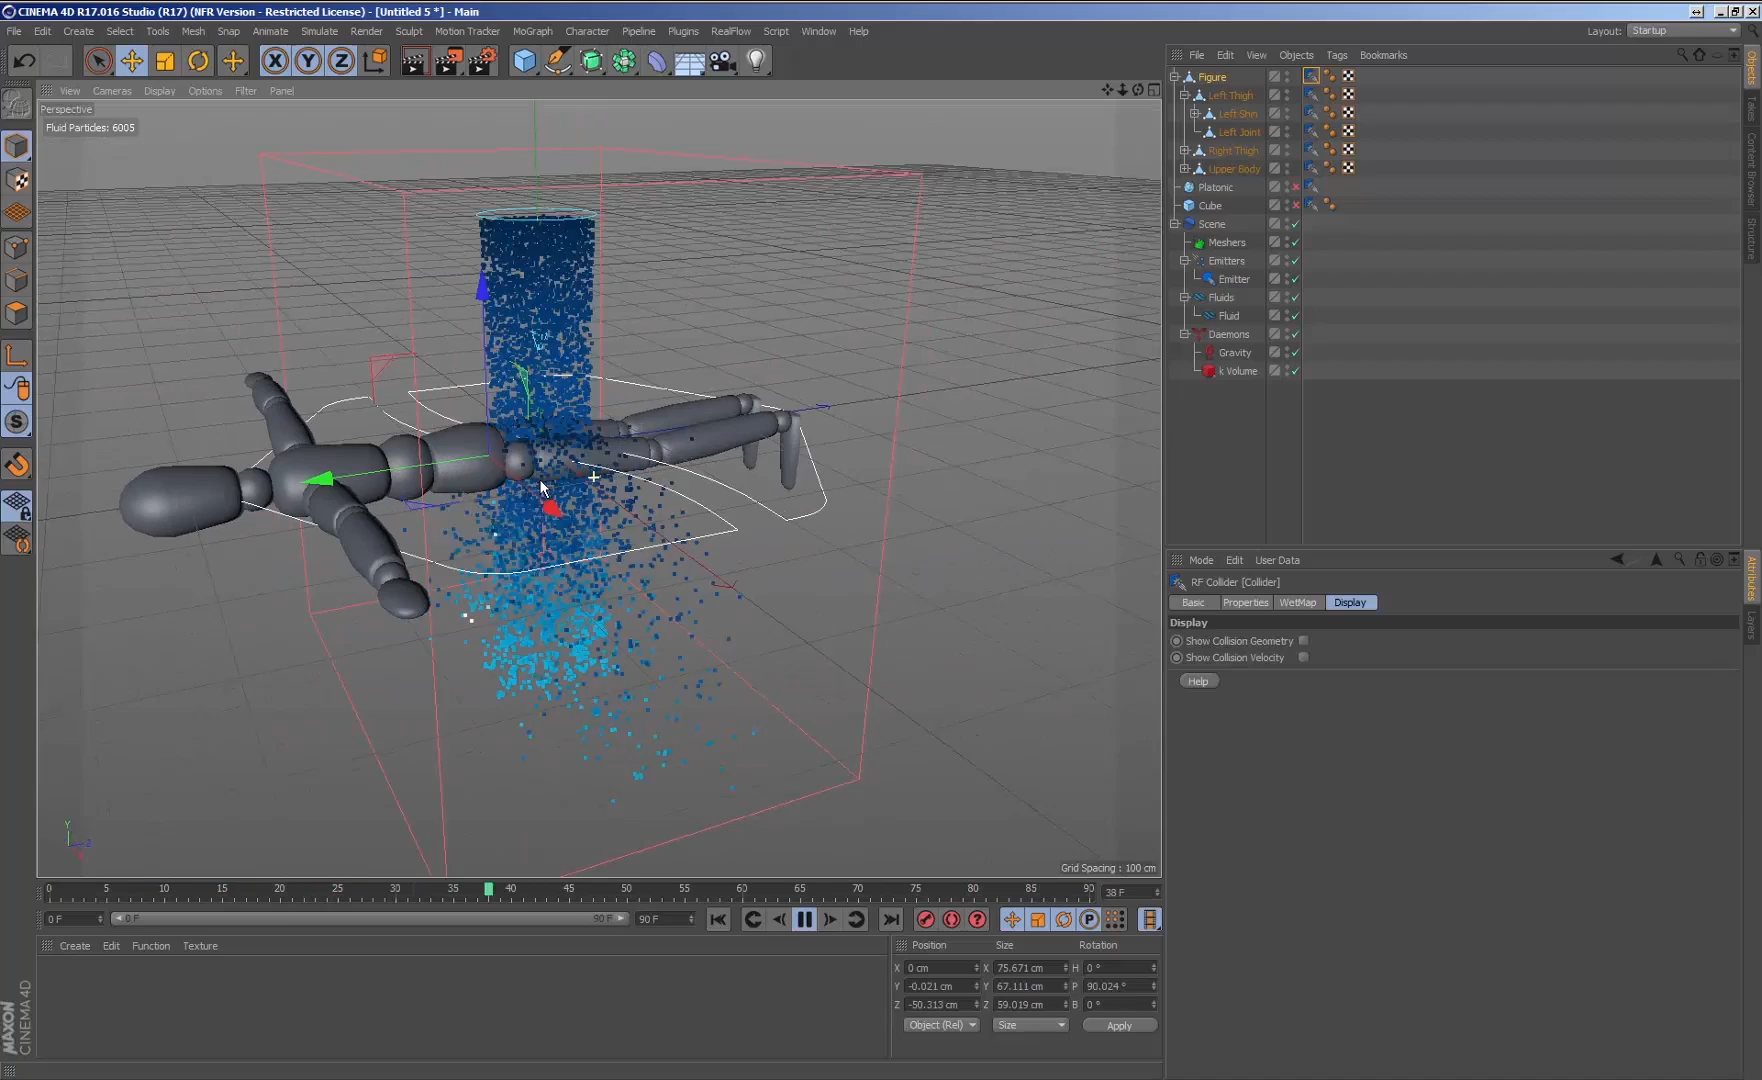 CINEMA 4D R17.016 Studio (R17) (NFR Version - Restricted License) - [Untitled 5 *] - Main
File Edit Create Select Tools Mesh Snap Animate Simulate Render Sculpt Motion Tracker MoGraph Character Pipeline Plugins RealFlow Script Window Help
Layout: Startup
X Y Z
File Edit View Objects Tags Bookmarks
View Cameras Display Options Filter Panel
Perspective
Fluid Particles: 6005
Figure
Left Thigh
Left Shin
Left Joint
Right Thigh
Upper Body
Platonic
Cube
Scene
Meshers
Emitters
Emitter
Fluids
Fluid
Daemons
Gravity
k Volume
Objects
Takes
Content Browser
Structure
Mode Edit User Data
RF Collider [Collider]
Basic Properties WetMap Display
Display
Show Collision Geometry
Show Collision Velocity
Help
Attributes
Layers
Y
Z
X
Grid Spacing : 100 cm
0 5 10 15 20 25 30 35 40 45 50 55 60 65 70 75 80 85 90
38 F
0 F
0 F
90 F
90 F
Create Edit Function Texture
Position Size Rotation
X 0 cm X 75.671 cm H 0 °
Y -0.021 cm Y 67.111 cm P 90.024 °
Z -50.313 cm Z 59.019 cm B 0 °
Object (Rel) Size Apply
MAXON
CINEMA 4D